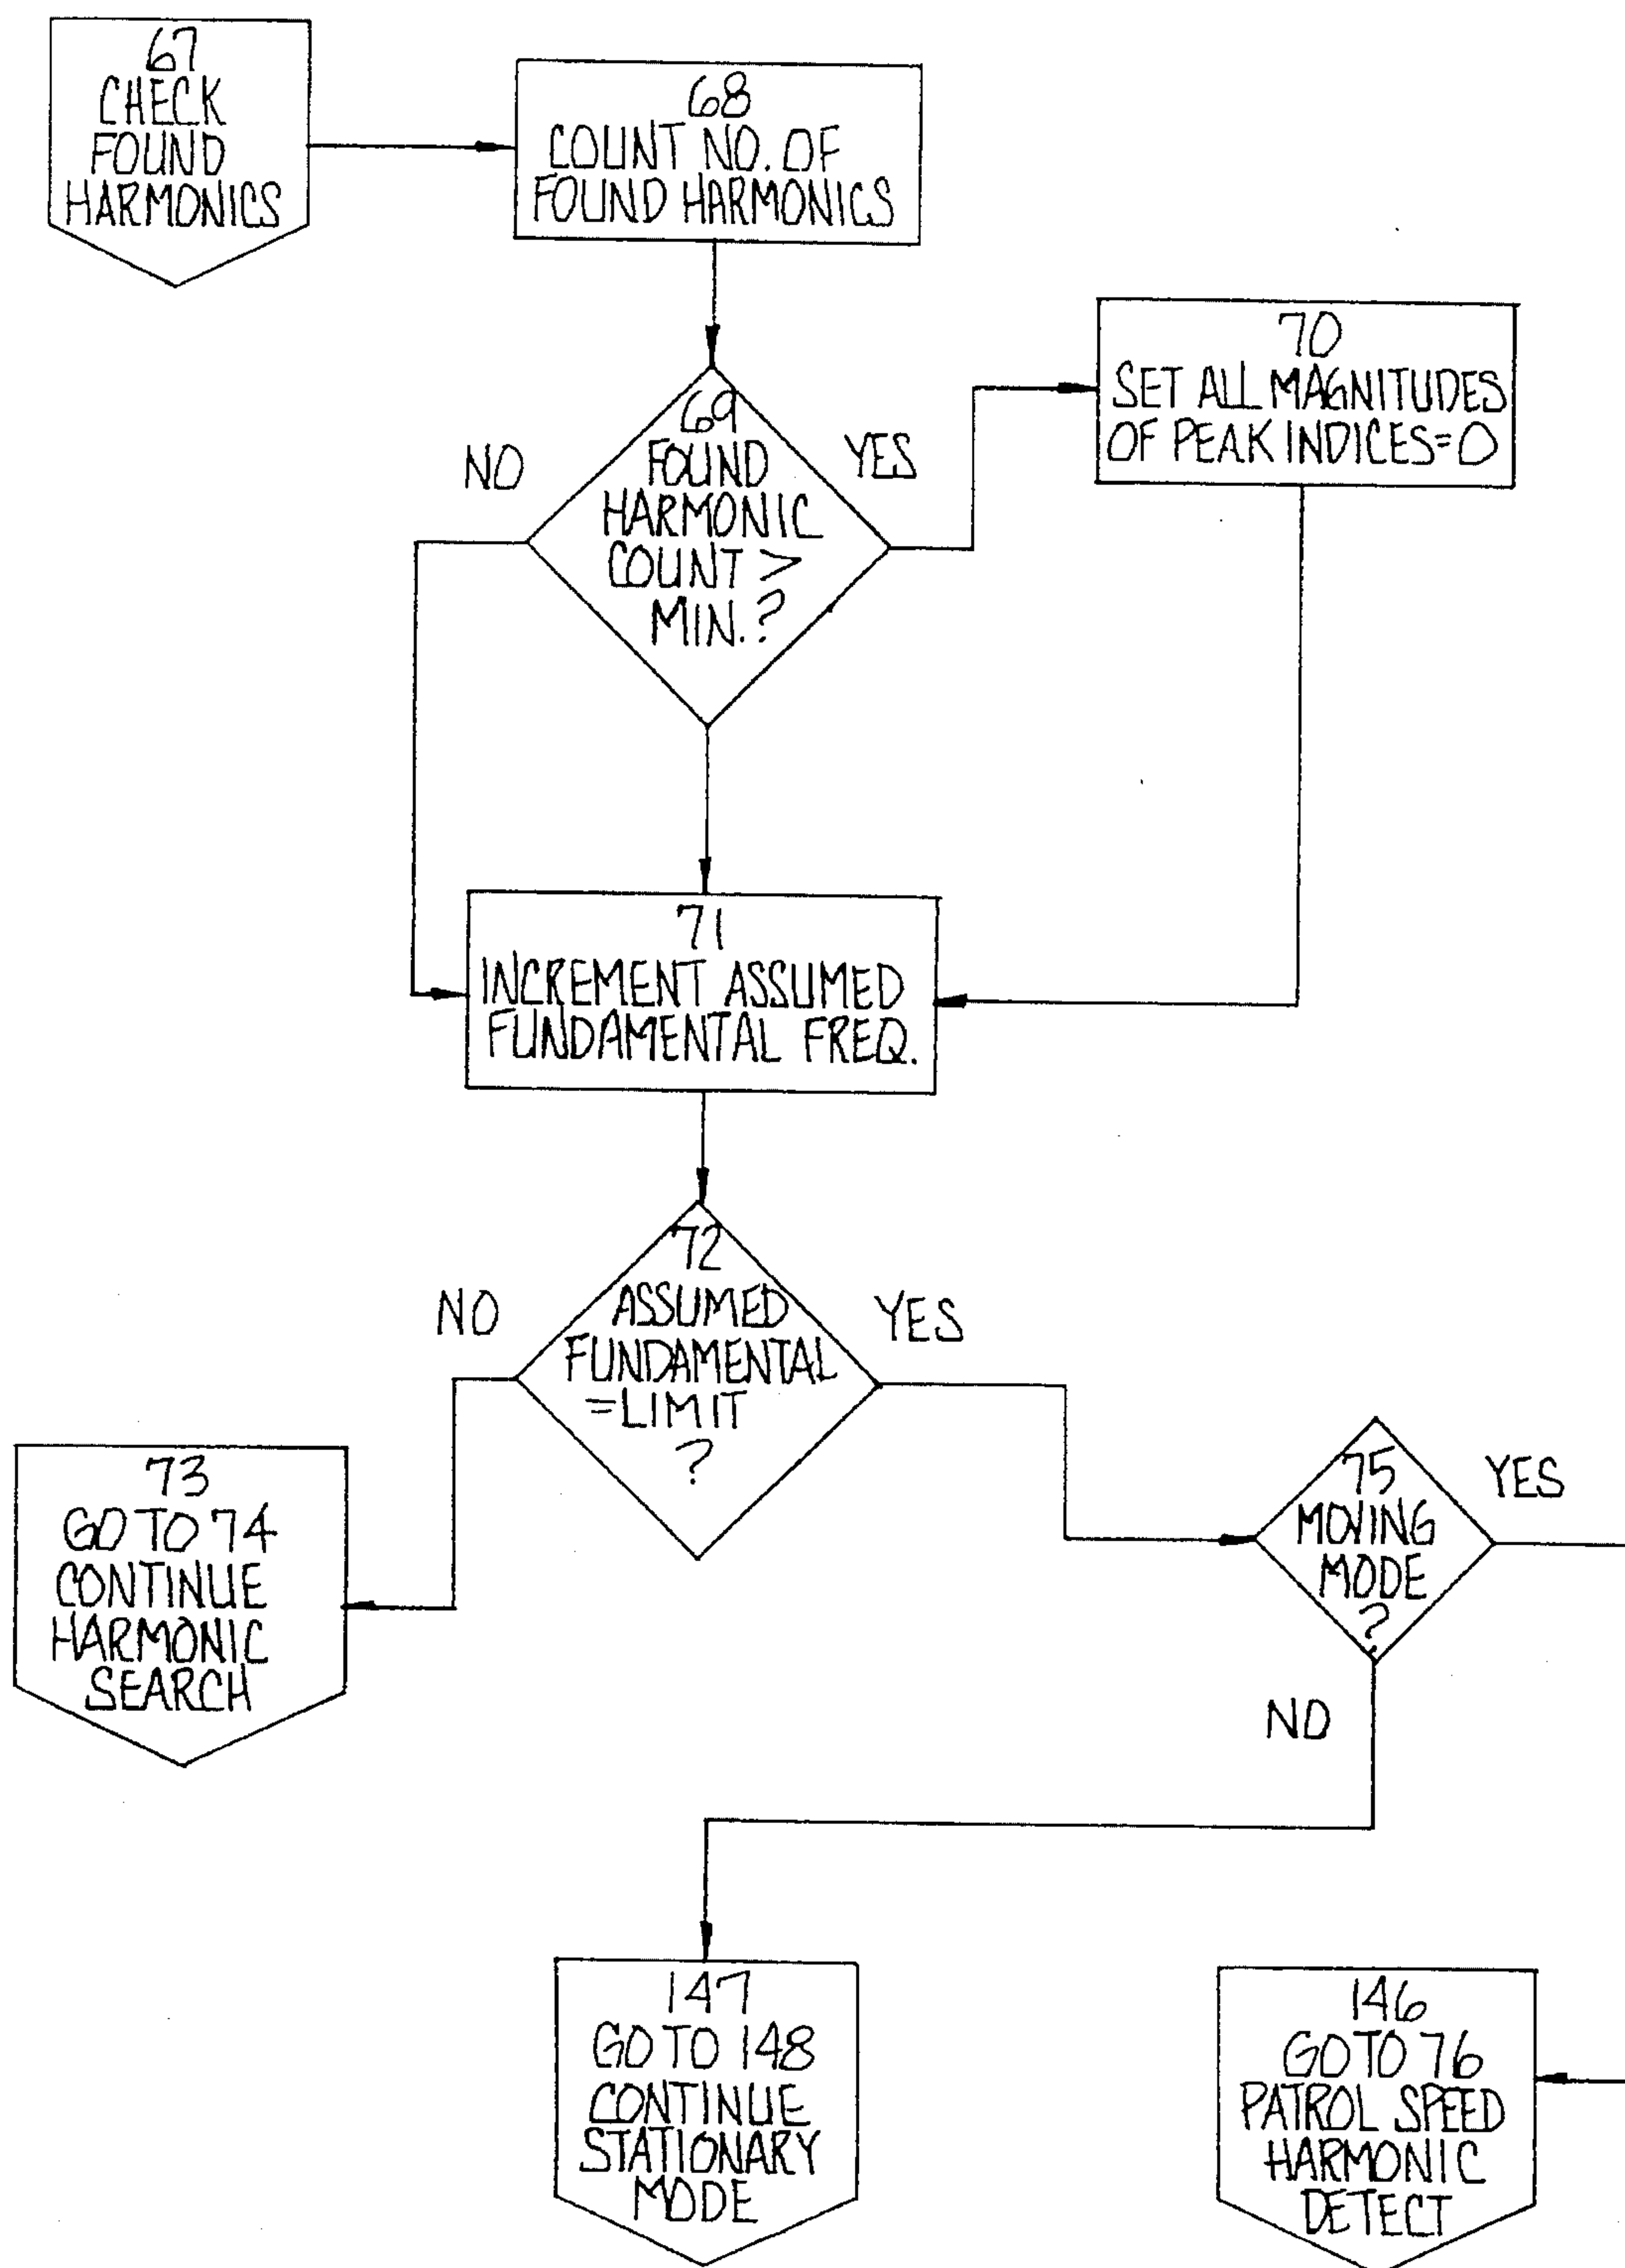 67
CHECK
FOUND
HARMONICS
68
COUNT NO. OF
FOUND HARMONICS
69
FOUND
HARMONIC
COUNT >
MIN.?
NO
YES
70
SET ALL MAGNITUDES
OF PEAK INDICES=0
71
INCREMENT ASSUMED
FUNDAMENTAL FREQ.
72
ASSUMED
FUNDAMENTAL
=LIMIT
?
NO
YES
73
GO TO 74
CONTINUE
HARMONIC
SEARCH
75
MOVING
MODE
?
YES
NO
147
GO TO 148
CONTINUE
STATIONARY
MODE
146
GO TO 76
PATROL SPEED
HARMONIC
DETECT